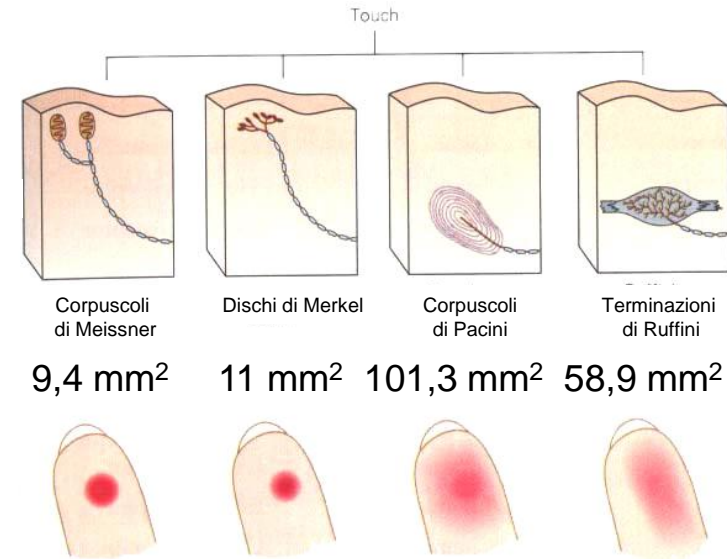 Touch
Corpuscoli
di Meissner
Dischi di Merkel
Corpuscoli
di Pacini
Terminazioni
di Ruffini
9,4 mm²
11 mm²
101,3 mm²
58,9 mm²